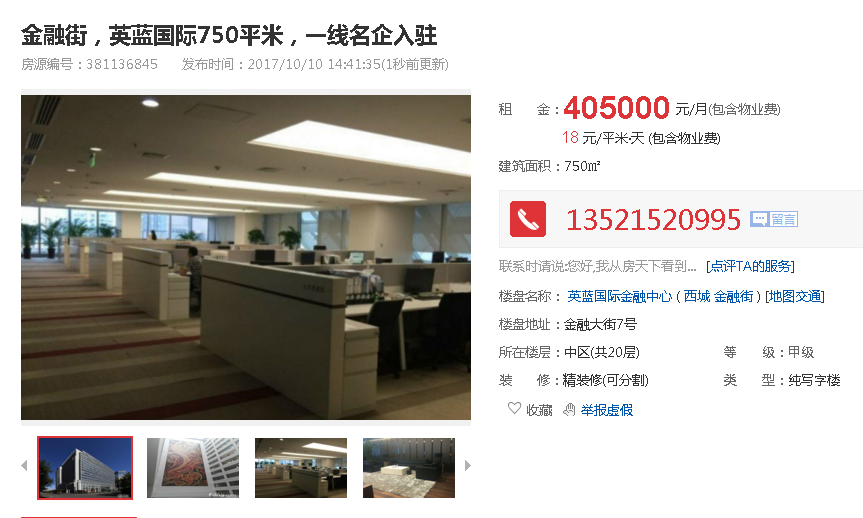 金融街，英蓝国际750平米，一线名企入驻
房源编号：381136845 发布时间：2017/10/10 14:41:35(1秒前更新)
租 金：405000 元/月(包含物业费)
18 元/平米·天 (包含物业费)
建筑面积：750㎡
13521520995 留言
联系时请说:您好,我从房天下看到... [点评TA的服务]
楼盘名称： 英蓝国际金融中心 ( 西城 金融街 ) [地图交通]
楼盘地址：金融大街7号
所在楼层：中区(共20层) 等 级：甲级
装 修：精装修(可分割) 类 型：纯写字楼
收藏 举报虚假